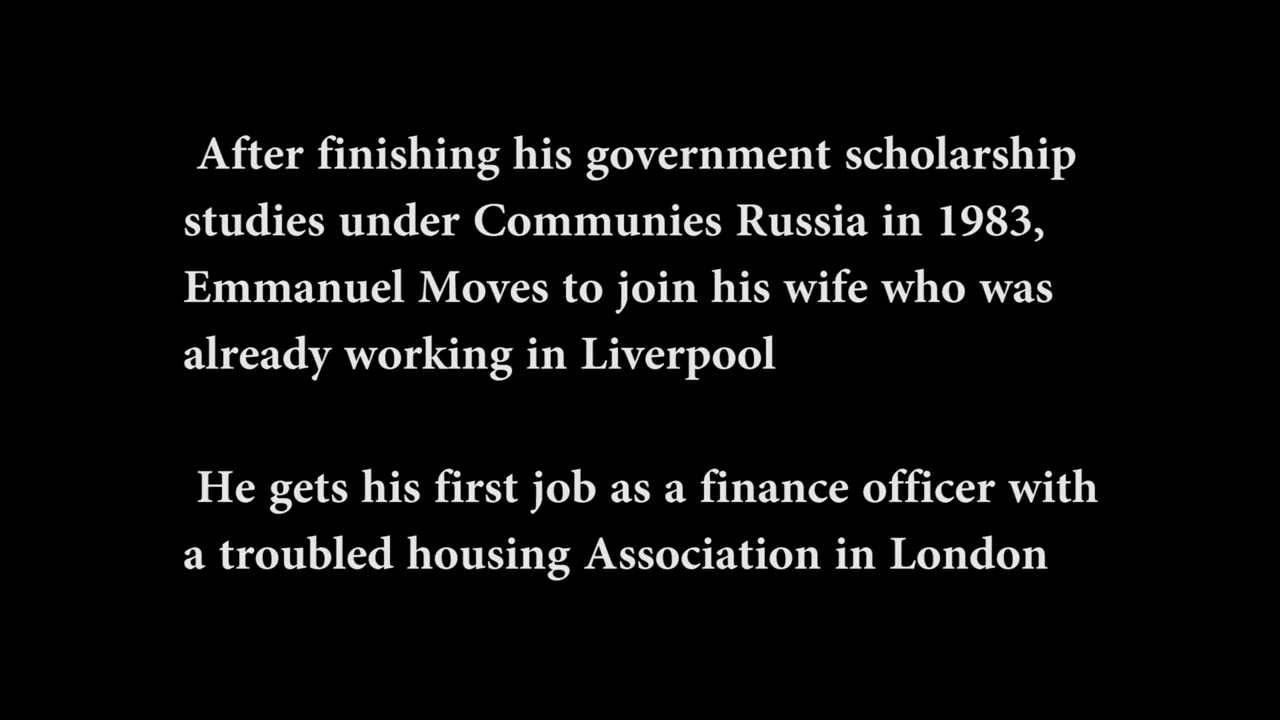 After finishing his government scholarship
studies under Communies Russia in 1983,
Emmanuel Moves to join his wife who was
already working in Liverpool
He gets his first job as a finance officer with
a troubled housing Association in London